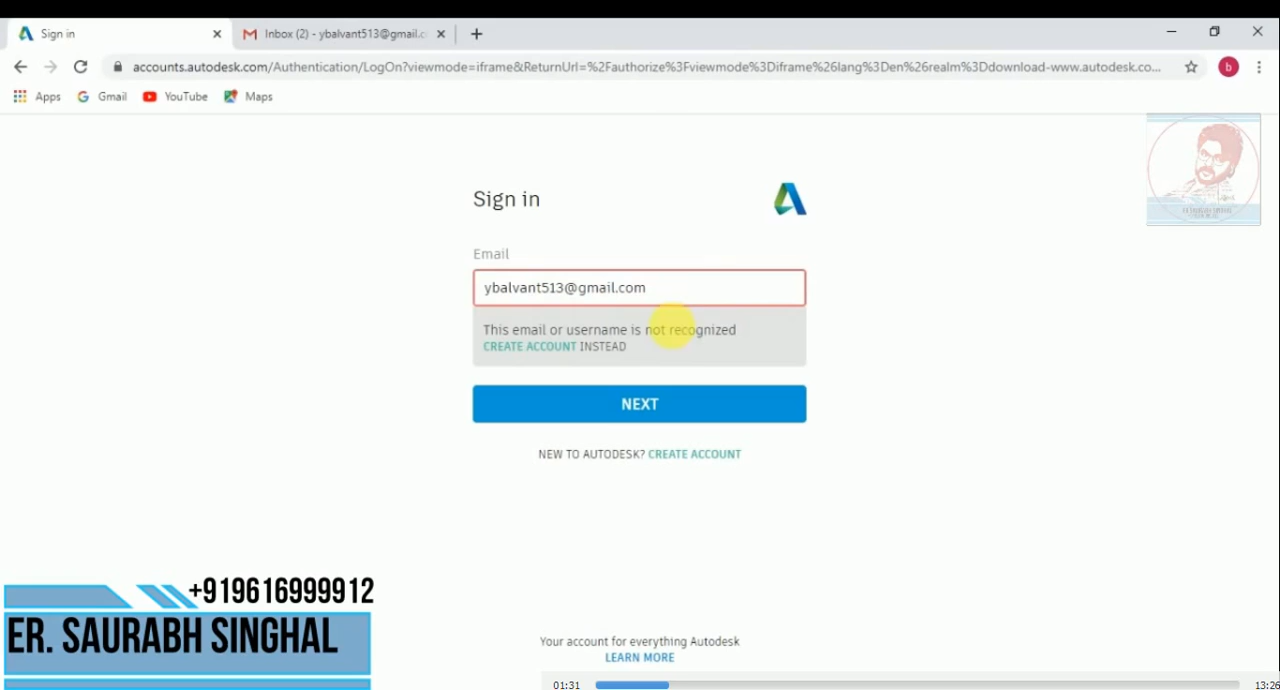 Sign in
Inbox (2) - ybalvant513@gmail.c
accounts.autodesk.com/Authentication/LogOn?viewmode=iframe&ReturnUrl=%2Fauthorize%3Fviewmode%3Diframe%26lang%3Den%26realm%3Ddownload-www.autodesk.co...
b
Apps Gmail YouTube Maps
Sign in
Email
ybalvant513@gmail.com
This email or username is not recognized
CREATE ACCOUNT INSTEAD
NEXT
NEW TO AUTODESK? CREATE ACCOUNT
+919616999912
ER. SAURABH SINGHAL
Your account for everything Autodesk
LEARN MORE
01:31 13:26